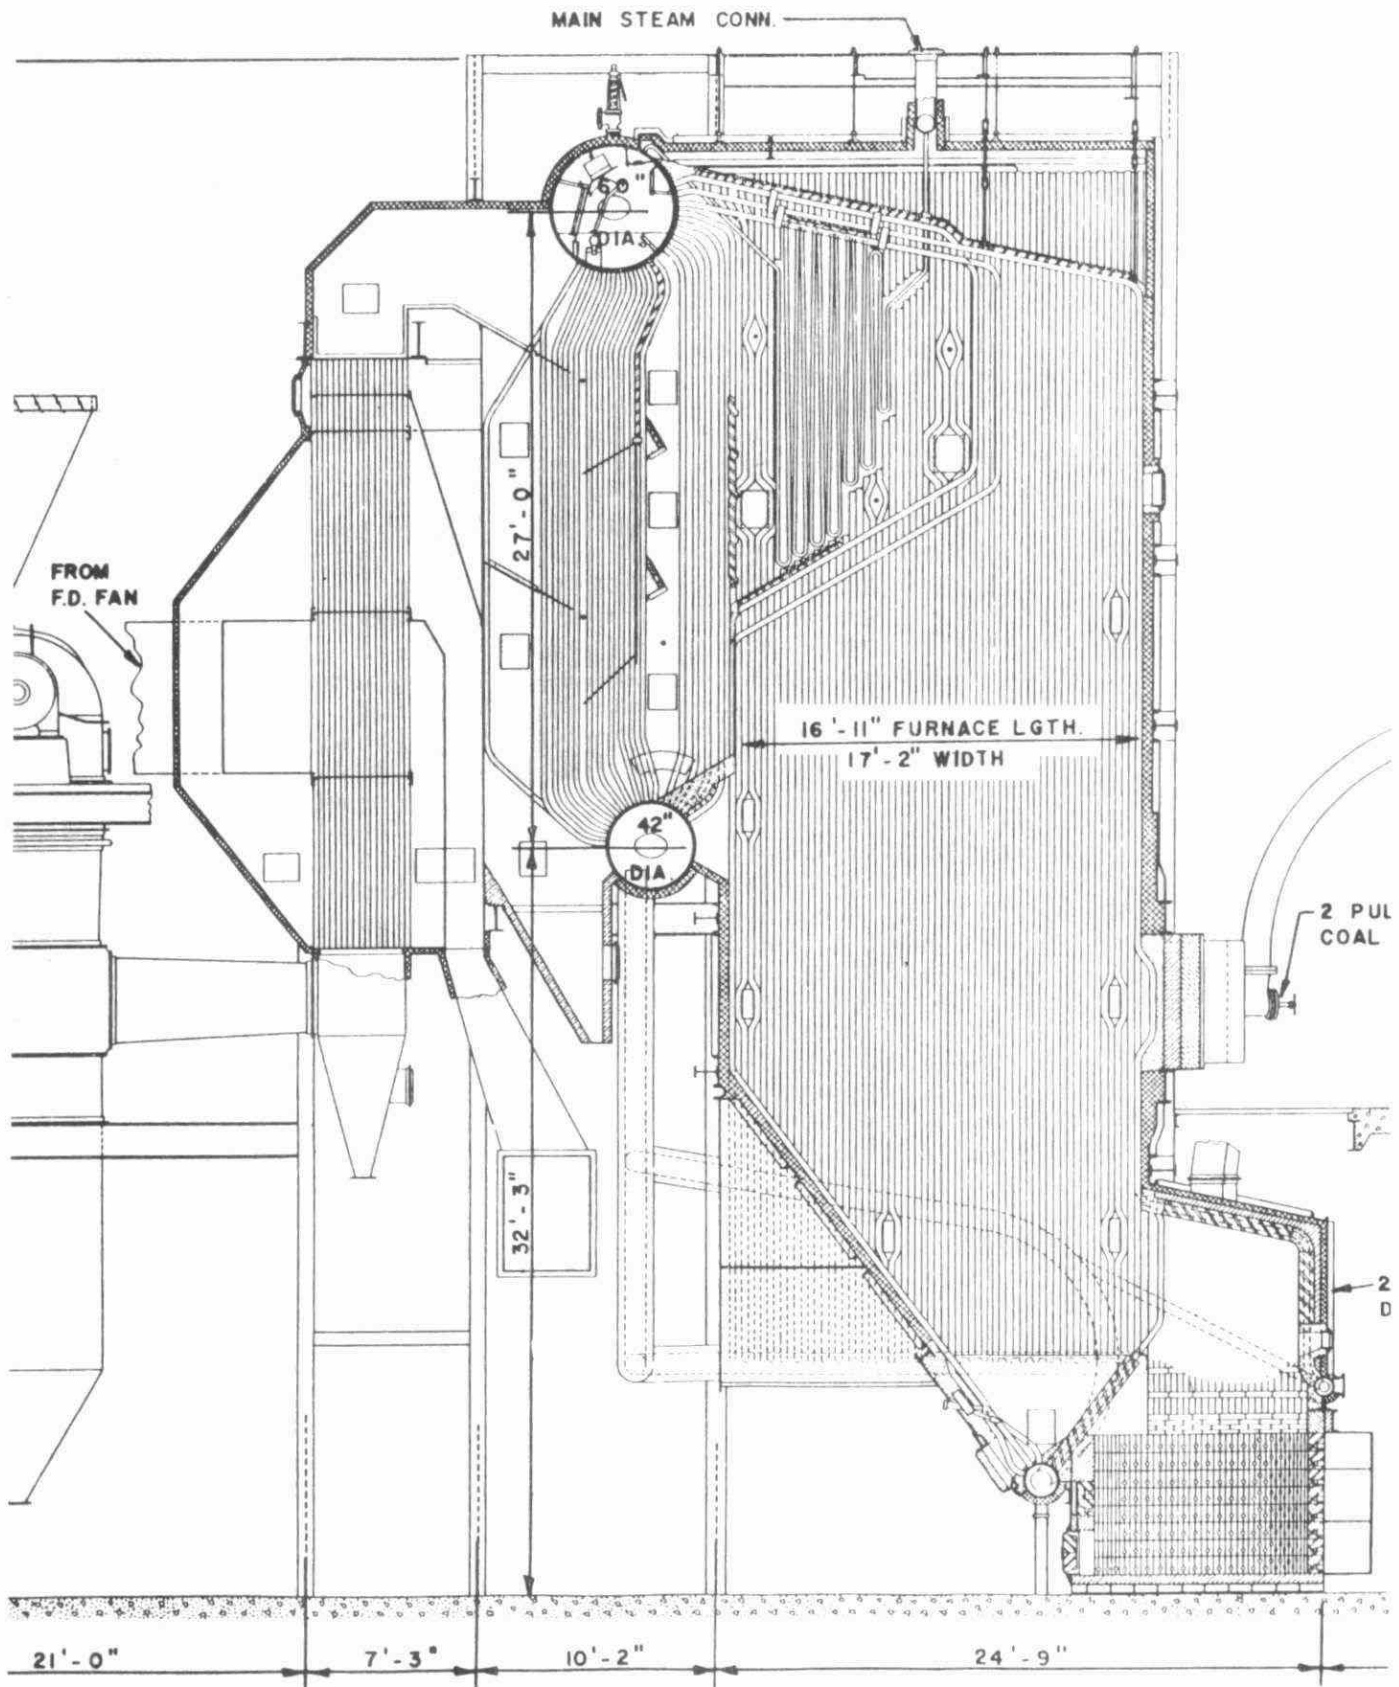 MAIN STEAM CONN.
60"
DIA.
27'-0"
FROM
F.D. FAN
16'-11" FURNACE LGTH.
17'-2" WIDTH
42"
DIA.
2 PUL
COAL
32'-3"
2
D
21'-0"
7'-3"
10'-2"
24'-9"